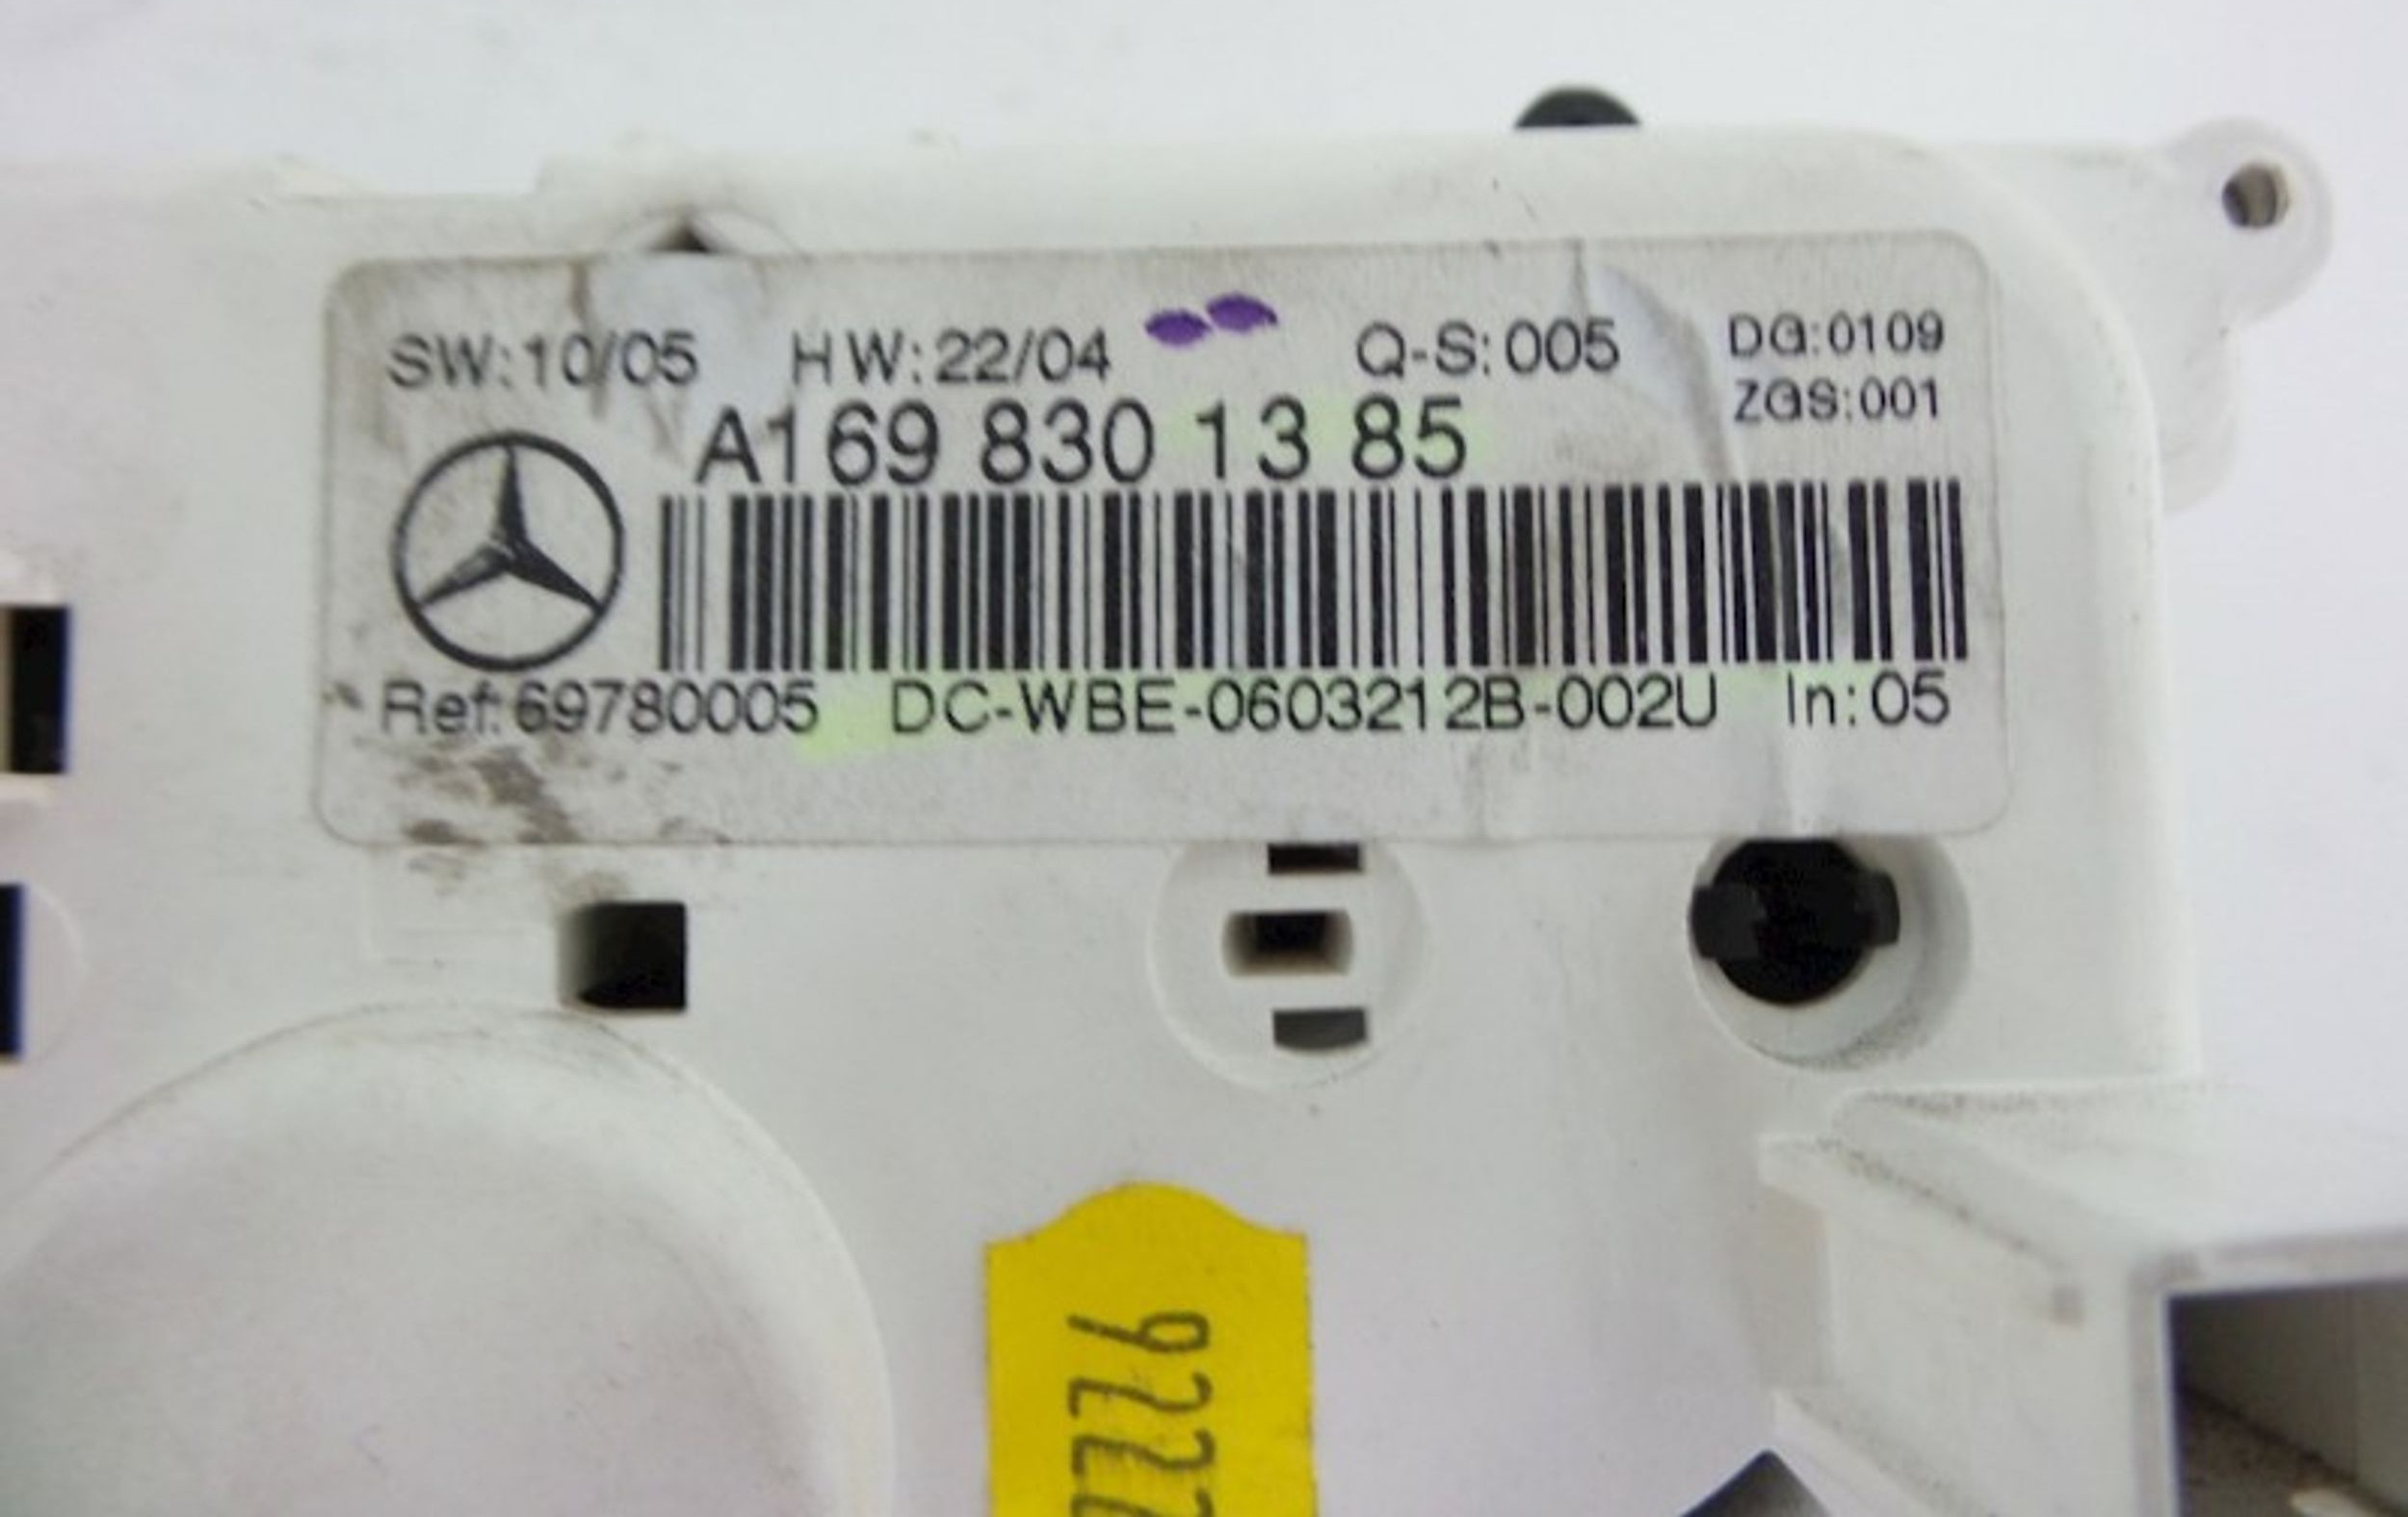 SW:10/05 HW:22/04 Q-S:005 DG:0109
ZGS:001
A169 830 13 85
Ref:69780005 DC-WBE-0603212B-002U In:05